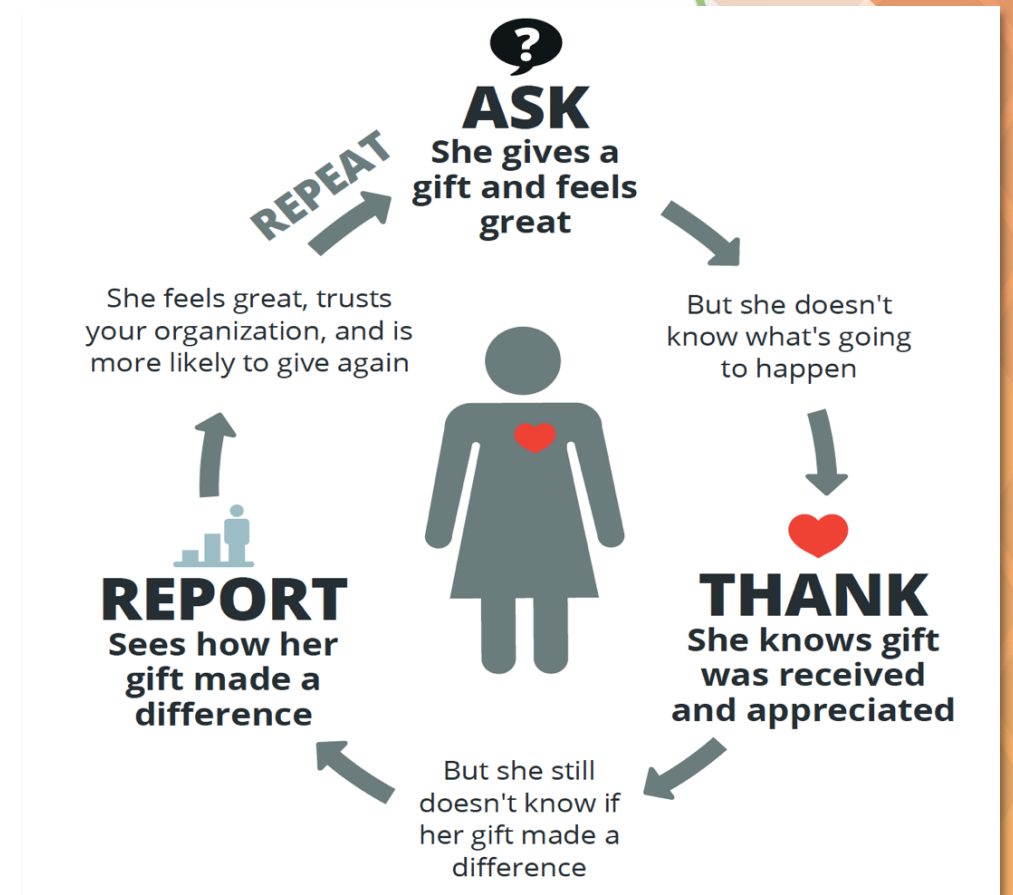 ?
ASK
She gives a
gift and feels
great
But she doesn't
know what's going
to happen
THANK
She knows gift
was received
and appreciated
But she still
doesn't know if
her gift made a
difference
REPORT
Sees how her
gift made a
difference
She feels great, trusts
your organization, and is
more likely to give again
REPEAT